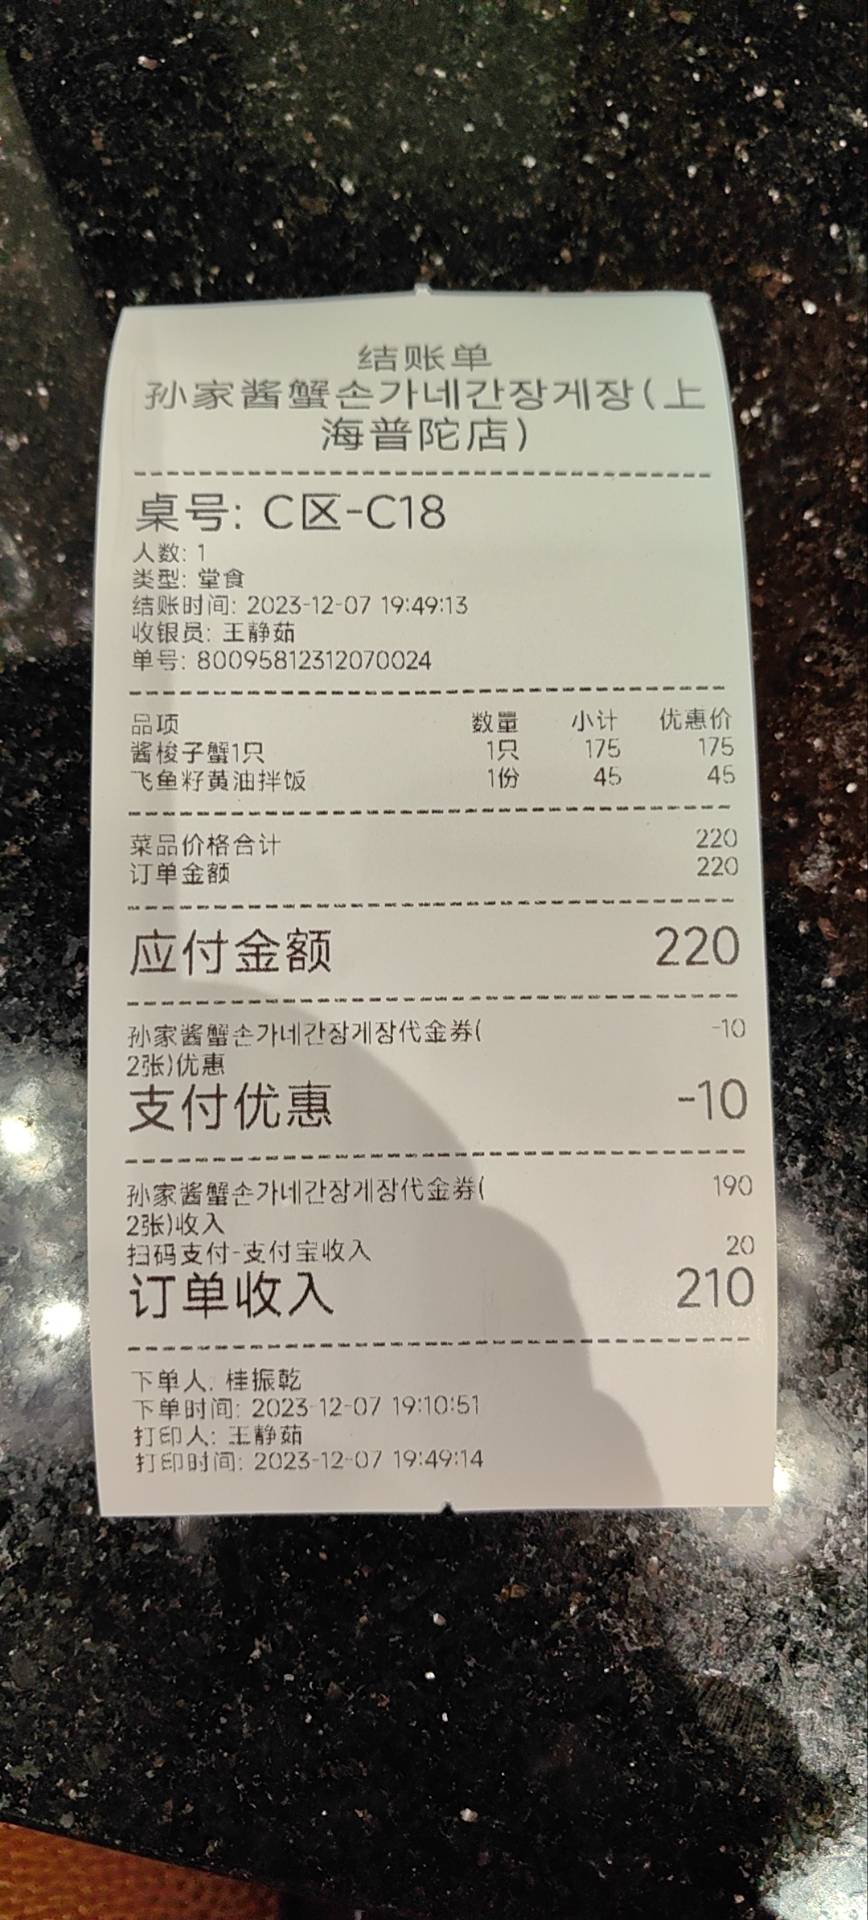 结账单
孙家酱蟹손가네간장게장(上
海普陀店)
桌号: C区-C18
人数: 1
类型: 堂食
结账时间: 2023-12-07 19:49:13
收银员: 王静茹
单号: 80095812312070024
品项 数量 小计 优惠价
酱梭子蟹1只 1只 175 175
飞鱼籽黄油拌饭 1份 45 45
菜品价格合计 220
订单金额 220
应付金额 220
孙家酱蟹손가네간장게장代金券( -10
2张)优惠
支付优惠 -10
孙家酱蟹손가네간장게장代金券( 190
2张)收入
扫码支付-支付宝收入 20
订单收入 210
下单人: 桂振乾
下单时间: 2023-12-07 19:10:51
打印人: 王静茹
打印时间: 2023-12-07 19:49:14